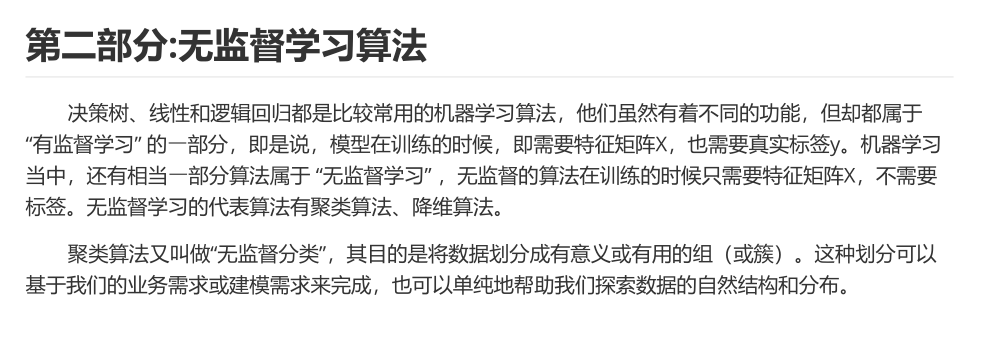 第二部分:无监督学习算法
决策树、线性和逻辑回归都是比较常用的机器学习算法，他们虽然有着不同的功能，但却都属于
“有监督学习” 的一部分，即是说，模型在训练的时候，即需要特征矩阵X，也需要真实标签y。机器学习
当中，还有相当一部分算法属于 “无监督学习” ，无监督的算法在训练的时候只需要特征矩阵X，不需要
标签。无监督学习的代表算法有聚类算法、降维算法。
聚类算法又叫做“无监督分类”，其目的是将数据划分成有意义或有用的组（或簇）。这种划分可以
基于我们的业务需求或建模需求来完成，也可以单纯地帮助我们探索数据的自然结构和分布。